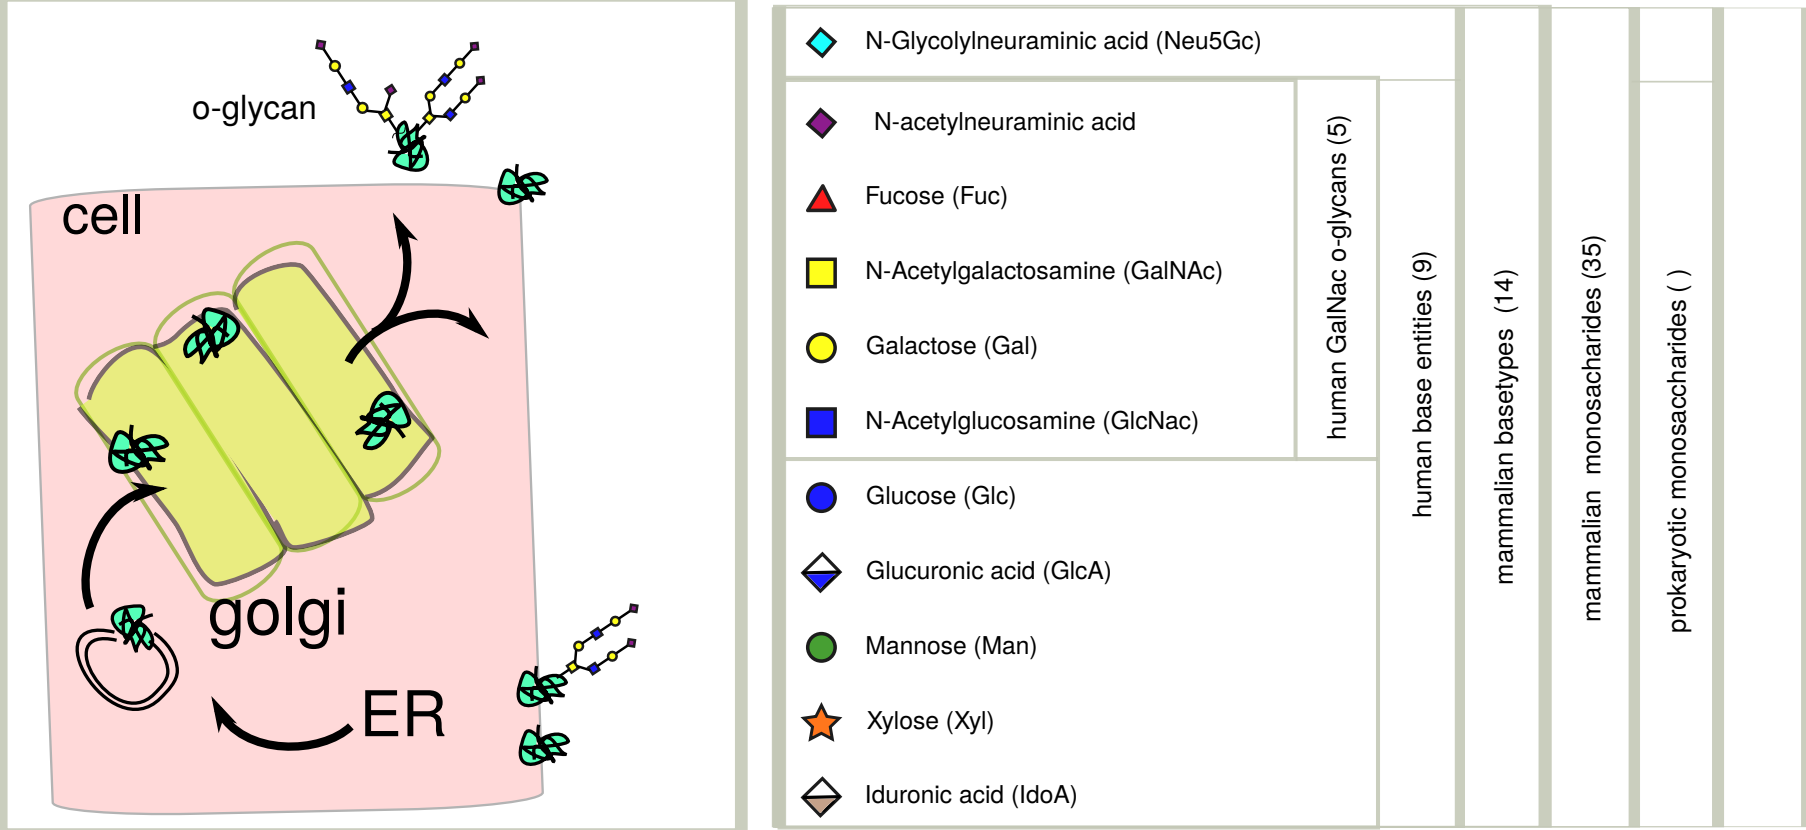 o-glycan
cell
golgi
ER
N-Glycolylneuraminic acid (Neu5Gc)
N-acetylneuraminic acid
Fucose (Fuc)
N-Acetylgalactosamine (GalNAc)
Galactose (Gal)
N-Acetylglucosamine (GlcNac)
Glucose (Glc)
Glucuronic acid (GlcA)
Mannose (Man)
Xylose (Xyl)
Iduronic acid (IdoA)
human GalNac o-glycans (5)
human base entities (9)
mammalian basetypes (14)
mammalian monosacharides (35)
prokaryotic monosaccharides ( )